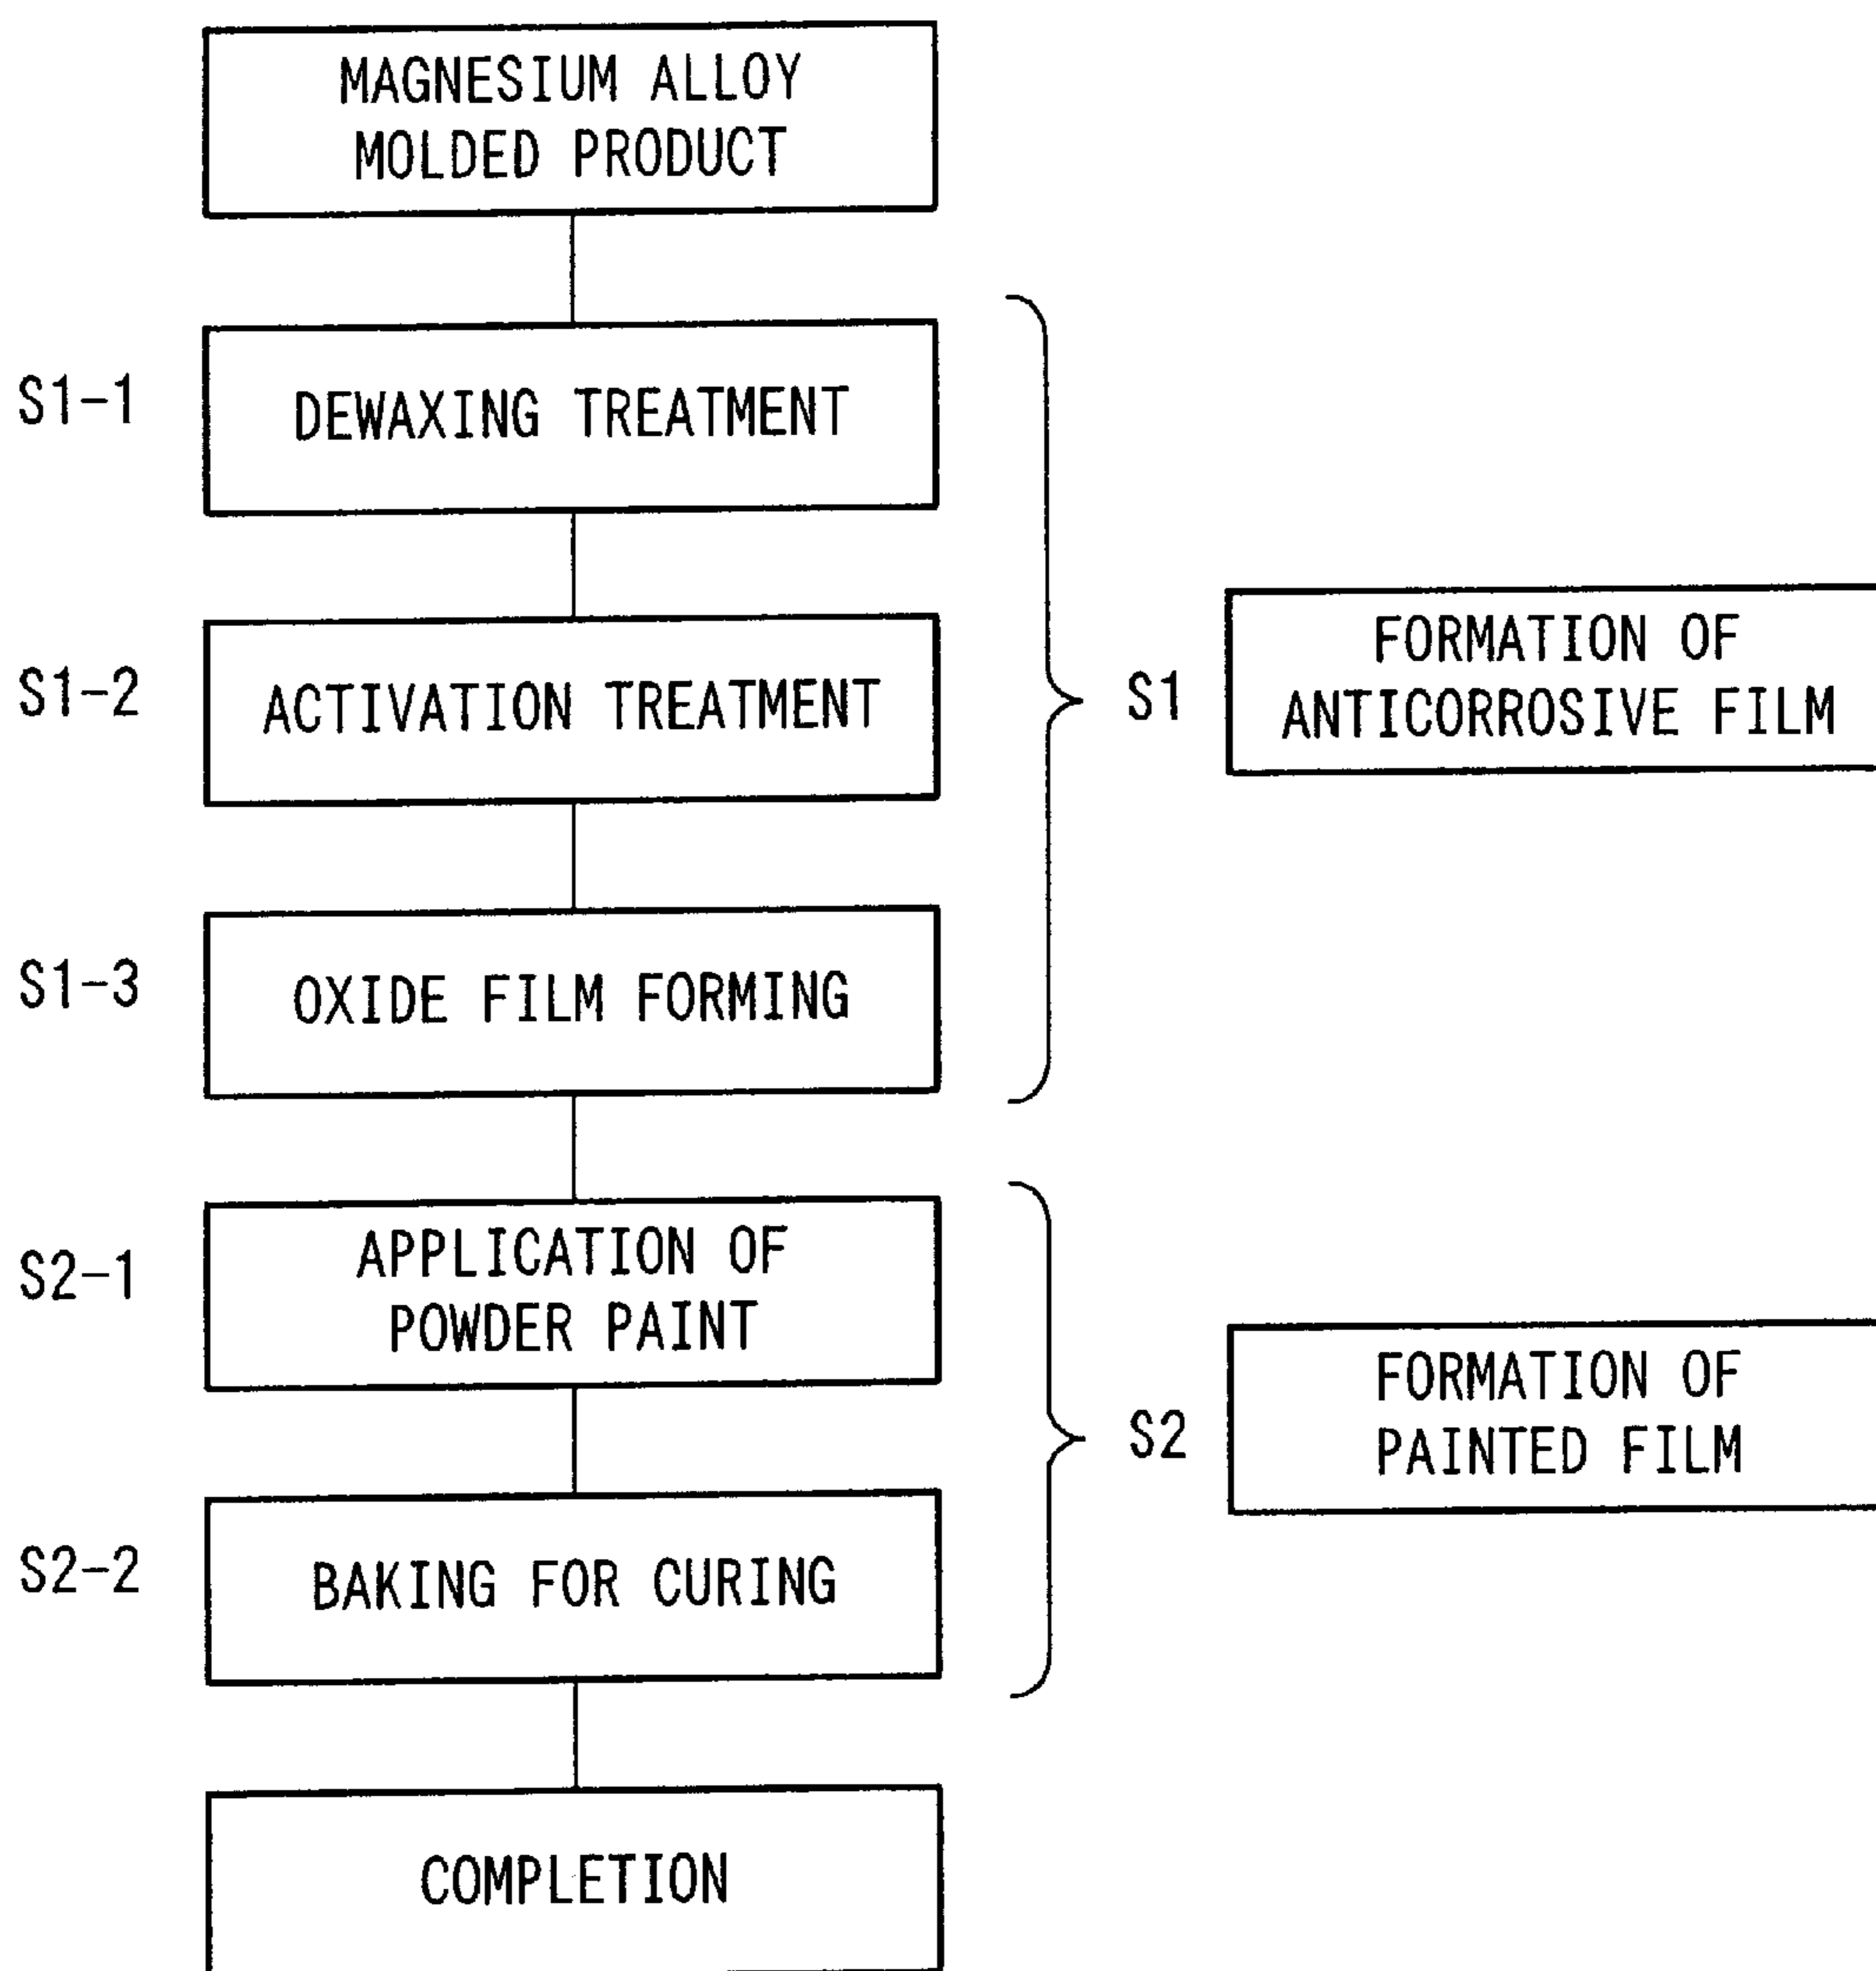 MAGNESIUM ALLOY
MOLDED PRODUCT
S1-1
DEWAXING TREATMENT
S1-2
ACTIVATION TREATMENT
S1
FORMATION OF
ANTICORROSIVE FILM
S1-3
OXIDE FILM FORMING
S2-1
APPLICATION OF
POWDER PAINT
S2
FORMATION OF
PAINTED FILM
S2-2
BAKING FOR CURING
COMPLETION